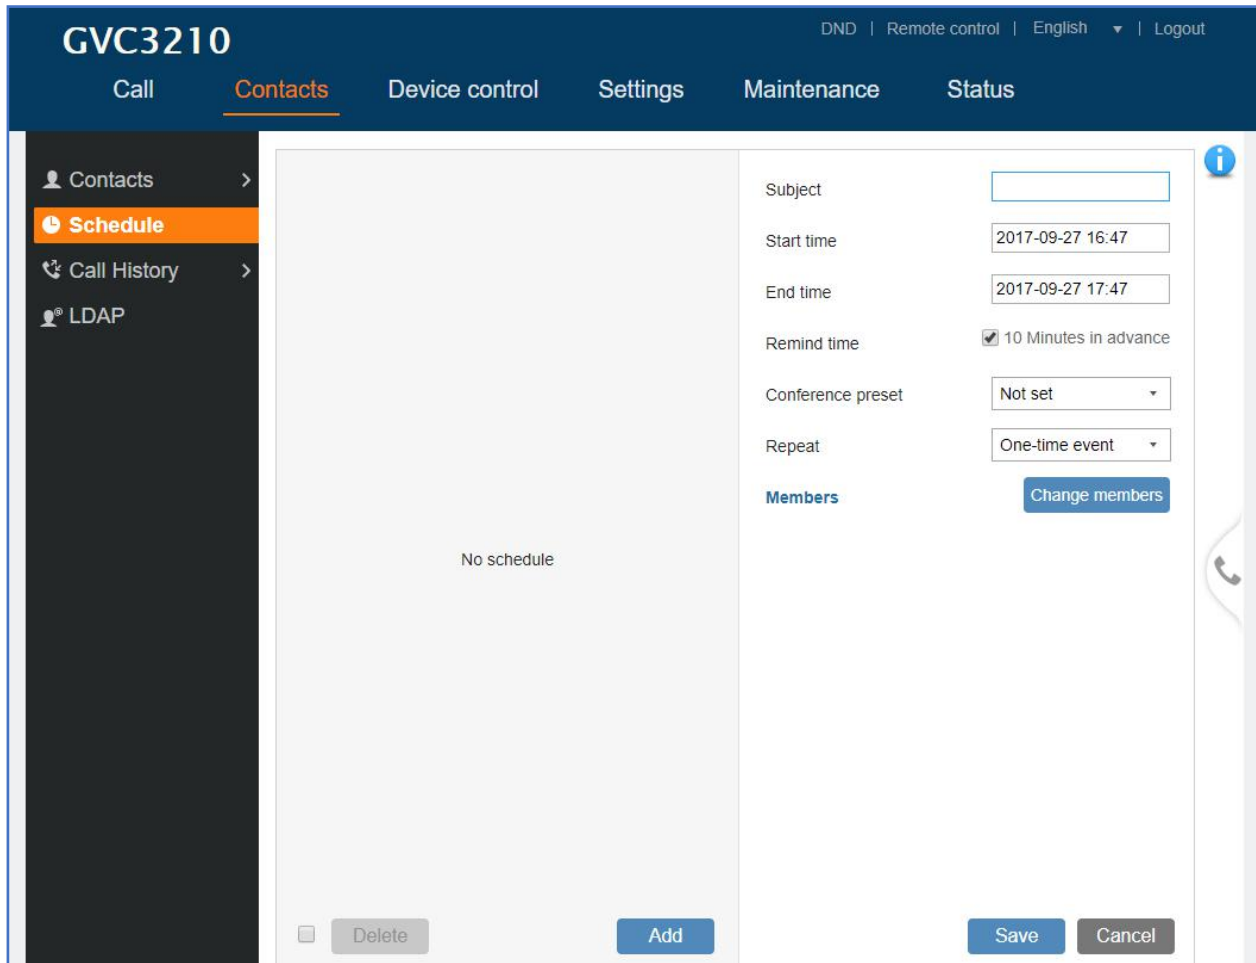 GVC3210
DND | Remote control | English | Logout
Call Contacts Device control Settings Maintenance Status
Contacts
Schedule
Call History
LDAP
No schedule
Delete
Add
Subject
Start time 2017-09-27 16:47
End time 2017-09-27 17:47
Remind time 10 Minutes in advance
Conference preset Not set
Repeat One-time event
Members Change members
Save Cancel